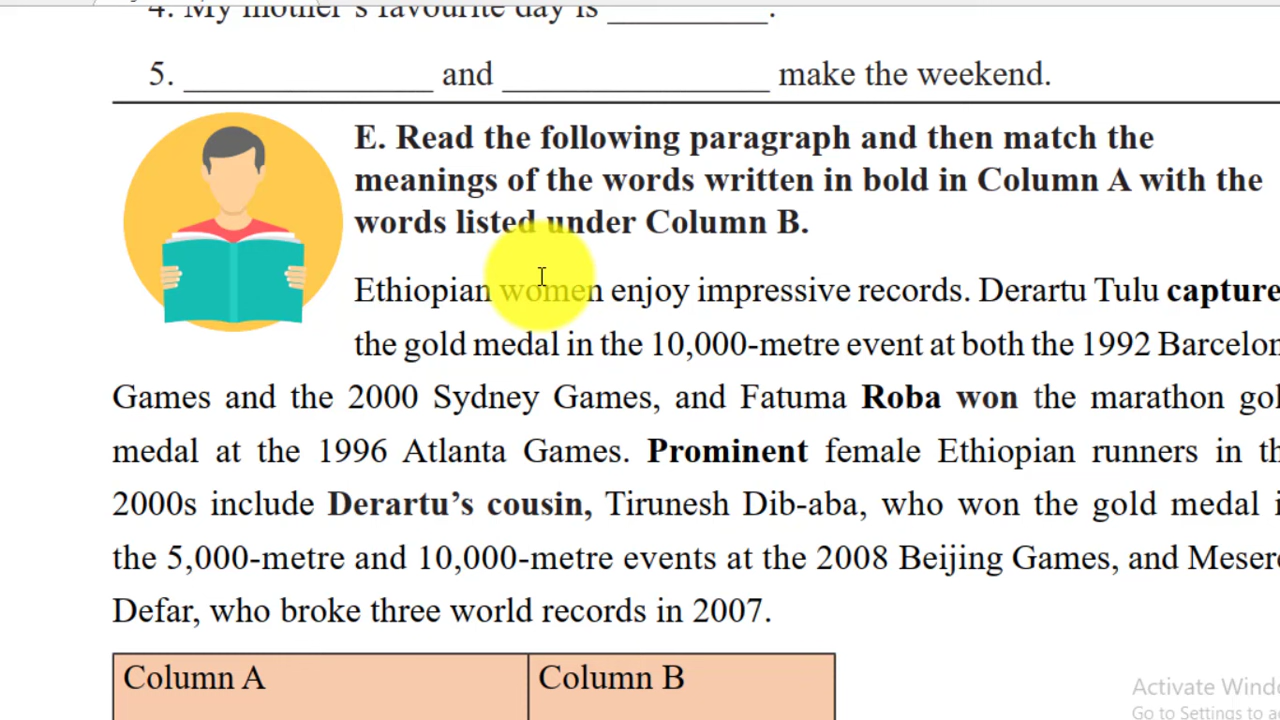 4. My mother's favourite day is __________.
5. _______________ and ________________ make the weekend.
E. Read the following paragraph and then match the
meanings of the words written in bold in Column A with the
words listed under Column B.
Ethiopian women enjoy impressive records. Derartu Tulu capture
the gold medal in the 10,000-metre event at both the 1992 Barcelon
Games and the 2000 Sydney Games, and Fatuma Roba won the marathon gol
medal at the 1996 Atlanta Games. Prominent female Ethiopian runners in th
2000s include Derartu's cousin, Tirunesh Dib-aba, who won the gold medal i
the 5,000-metre and 10,000-metre events at the 2008 Beijing Games, and Mesere
Defar, who broke three world records in 2007.
Column A
Column B
Activate Windo
Go to Settings to a